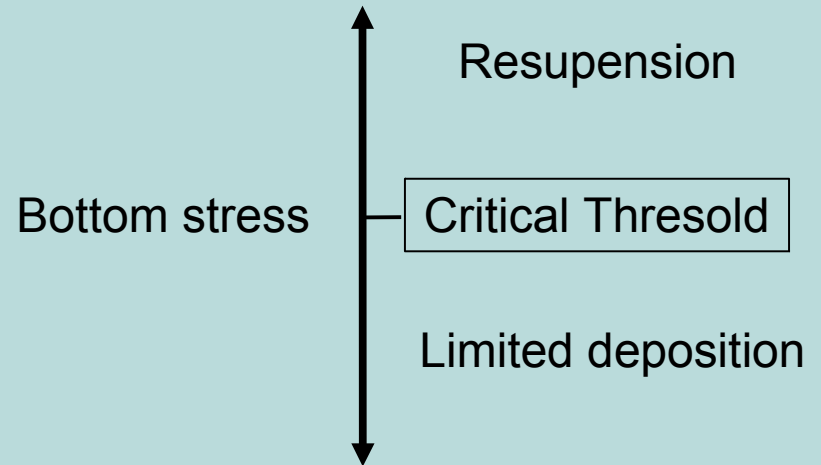 Resupension
Bottom stress
Critical Thresold
Limited deposition